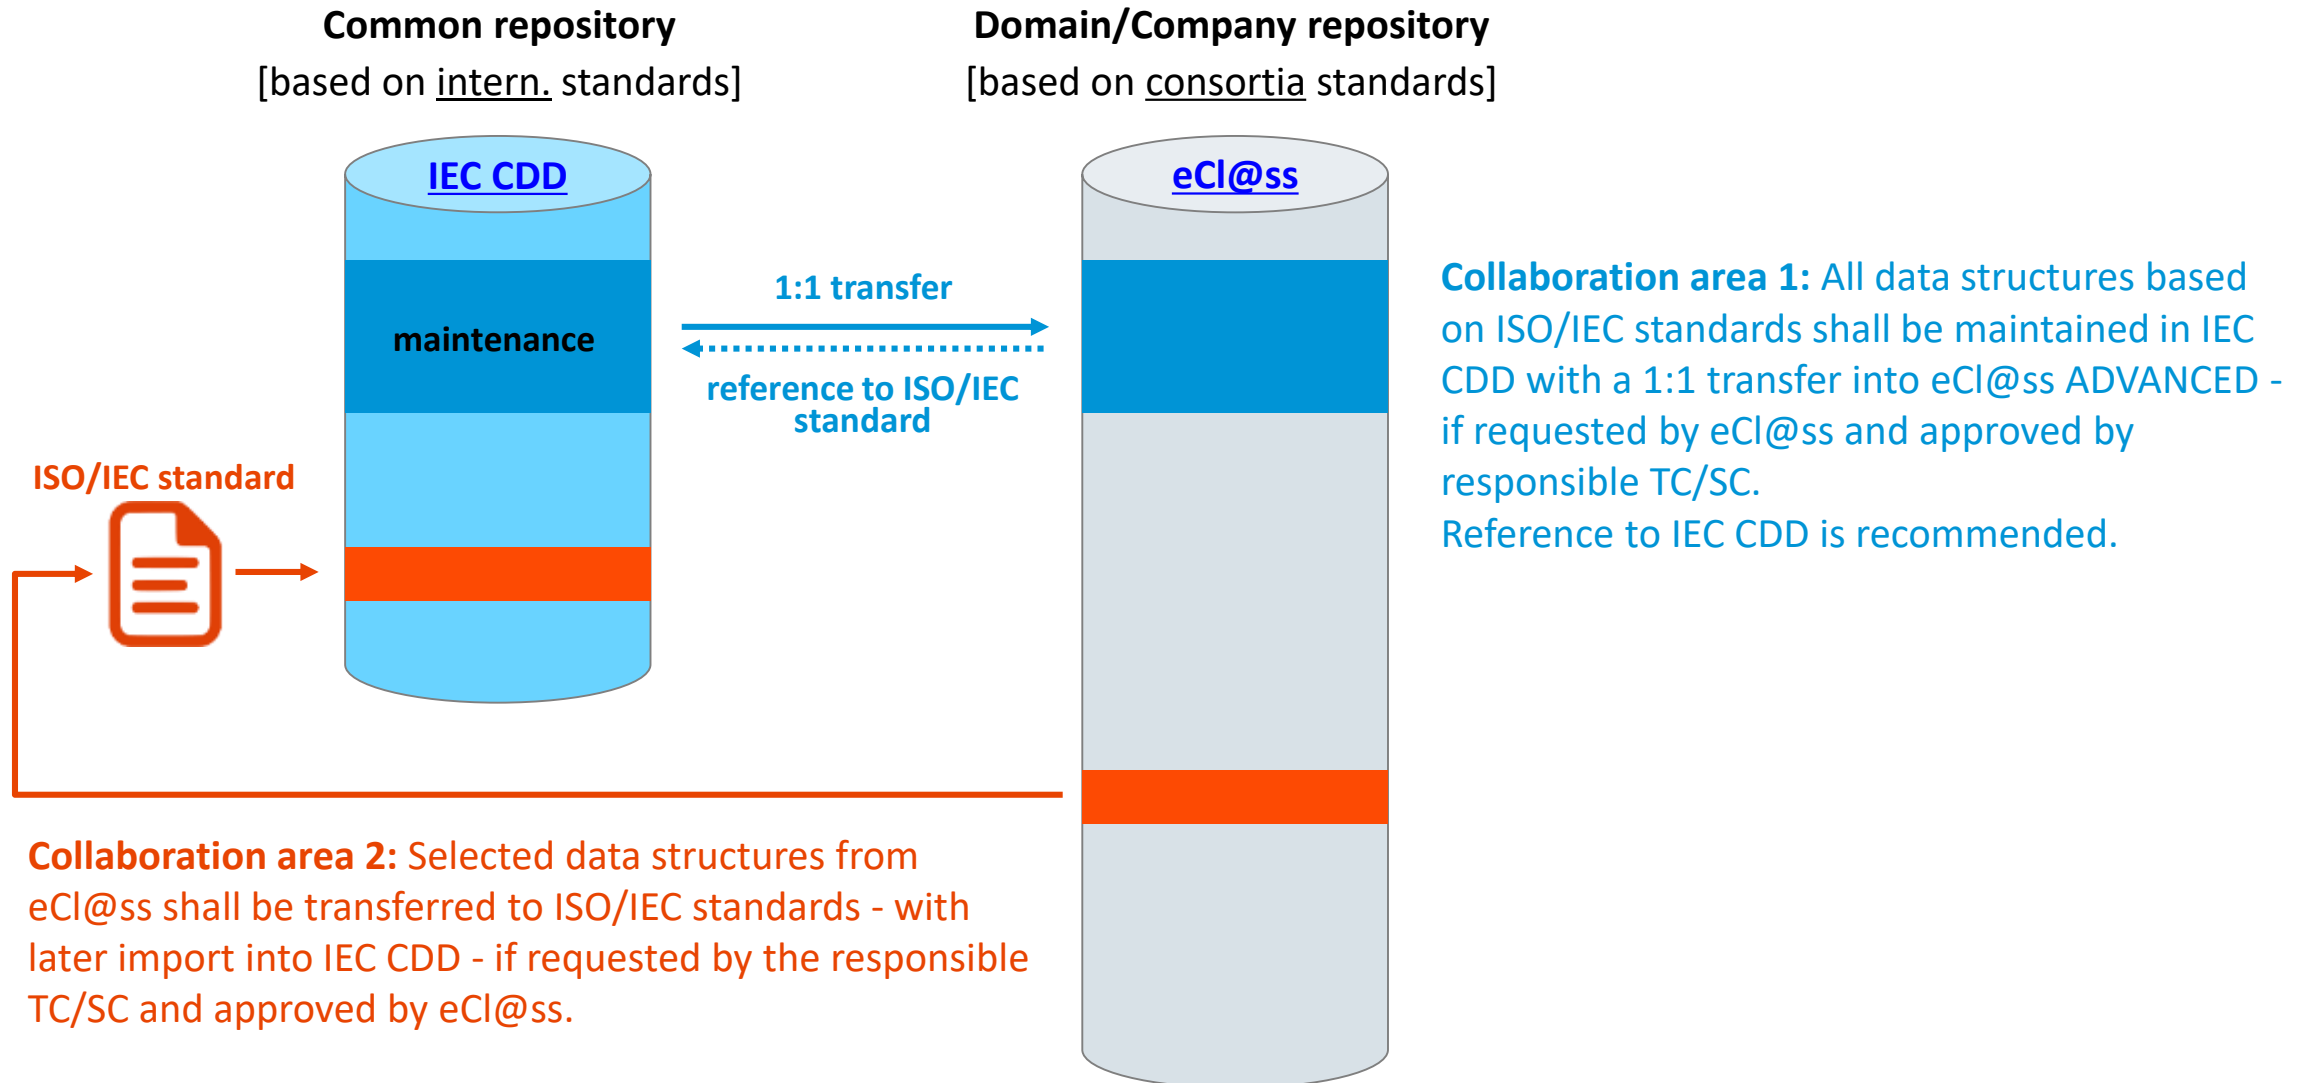 Common repository
[based on intern. standards]
Domain/Company repository
[based on consortia standards]
IEC CDD
eCl@ss
maintenance
1:1 transfer
reference to ISO/IEC
standard
Collaboration area 1: All data structures based
on ISO/IEC standards shall be maintained in IEC
CDD with a 1:1 transfer into eCl@ss ADVANCED -
if requested by eCl@ss and approved by
responsible TC/SC.
Reference to IEC CDD is recommended.
ISO/IEC standard
Collaboration area 2: Selected data structures from
eCl@ss shall be transferred to ISO/IEC standards - with
later import into IEC CDD - if requested by the responsible
TC/SC and approved by eCl@ss.